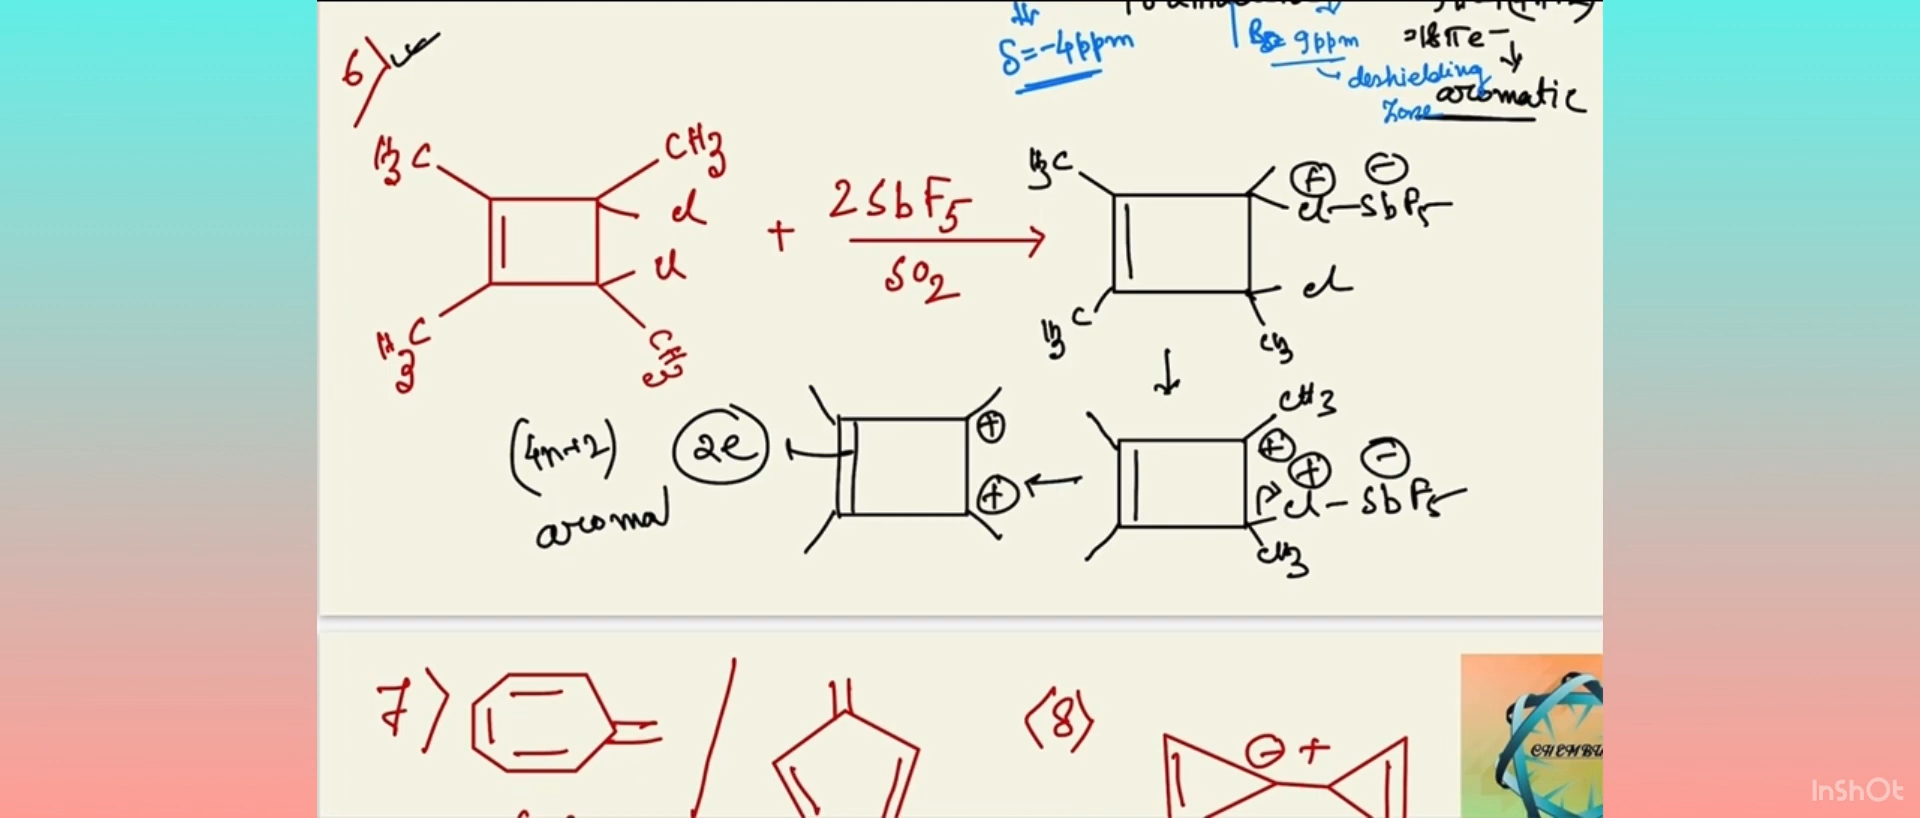 δ = -4ppm
9ppm
=18πe-
deshielding
zone
aromatic
6)
H3C
CH3
Cl
Cl
H3C
CH3
+
2SbF5
SO2
H3C
⊕ ⊖
Cl-SbF5
Cl
H3C
CH3
(4n+2)
2e
aromat
⊕
⊕
CH3
⊕
⊕ ⊖
Cl-SbF5
CH3
7)
(8)
⊖ +
InShOt